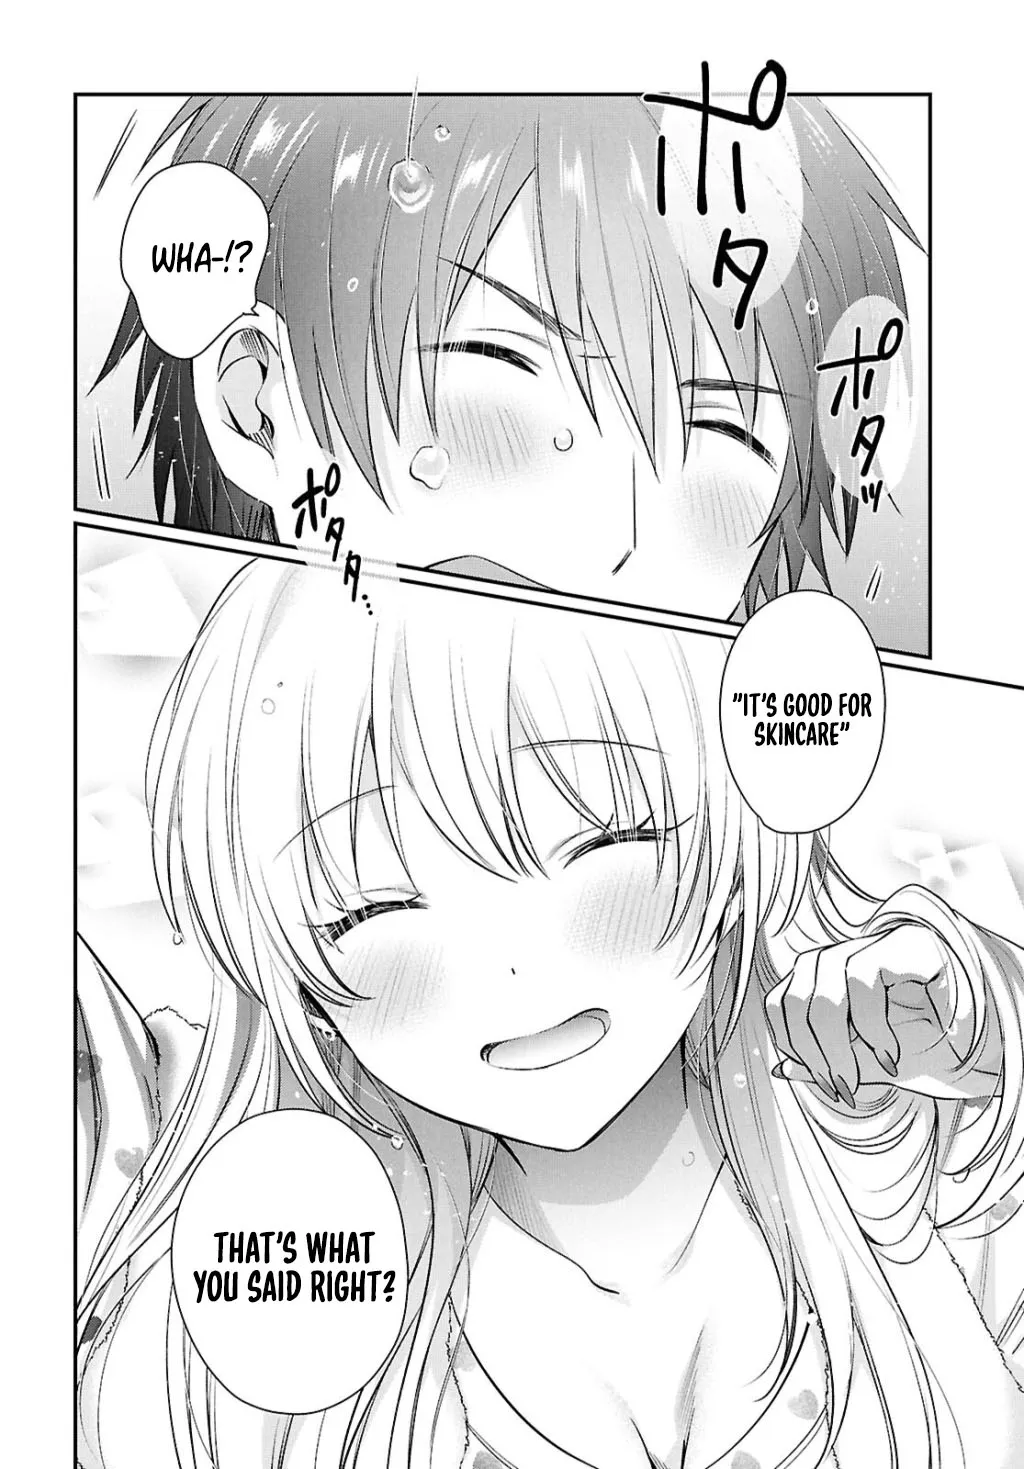 ポタ
ポタッ
WHA-!?
ポタタ...
"IT'S GOOD FOR
SKINCARE"
THAT'S WHAT
YOU SAID RIGHT?